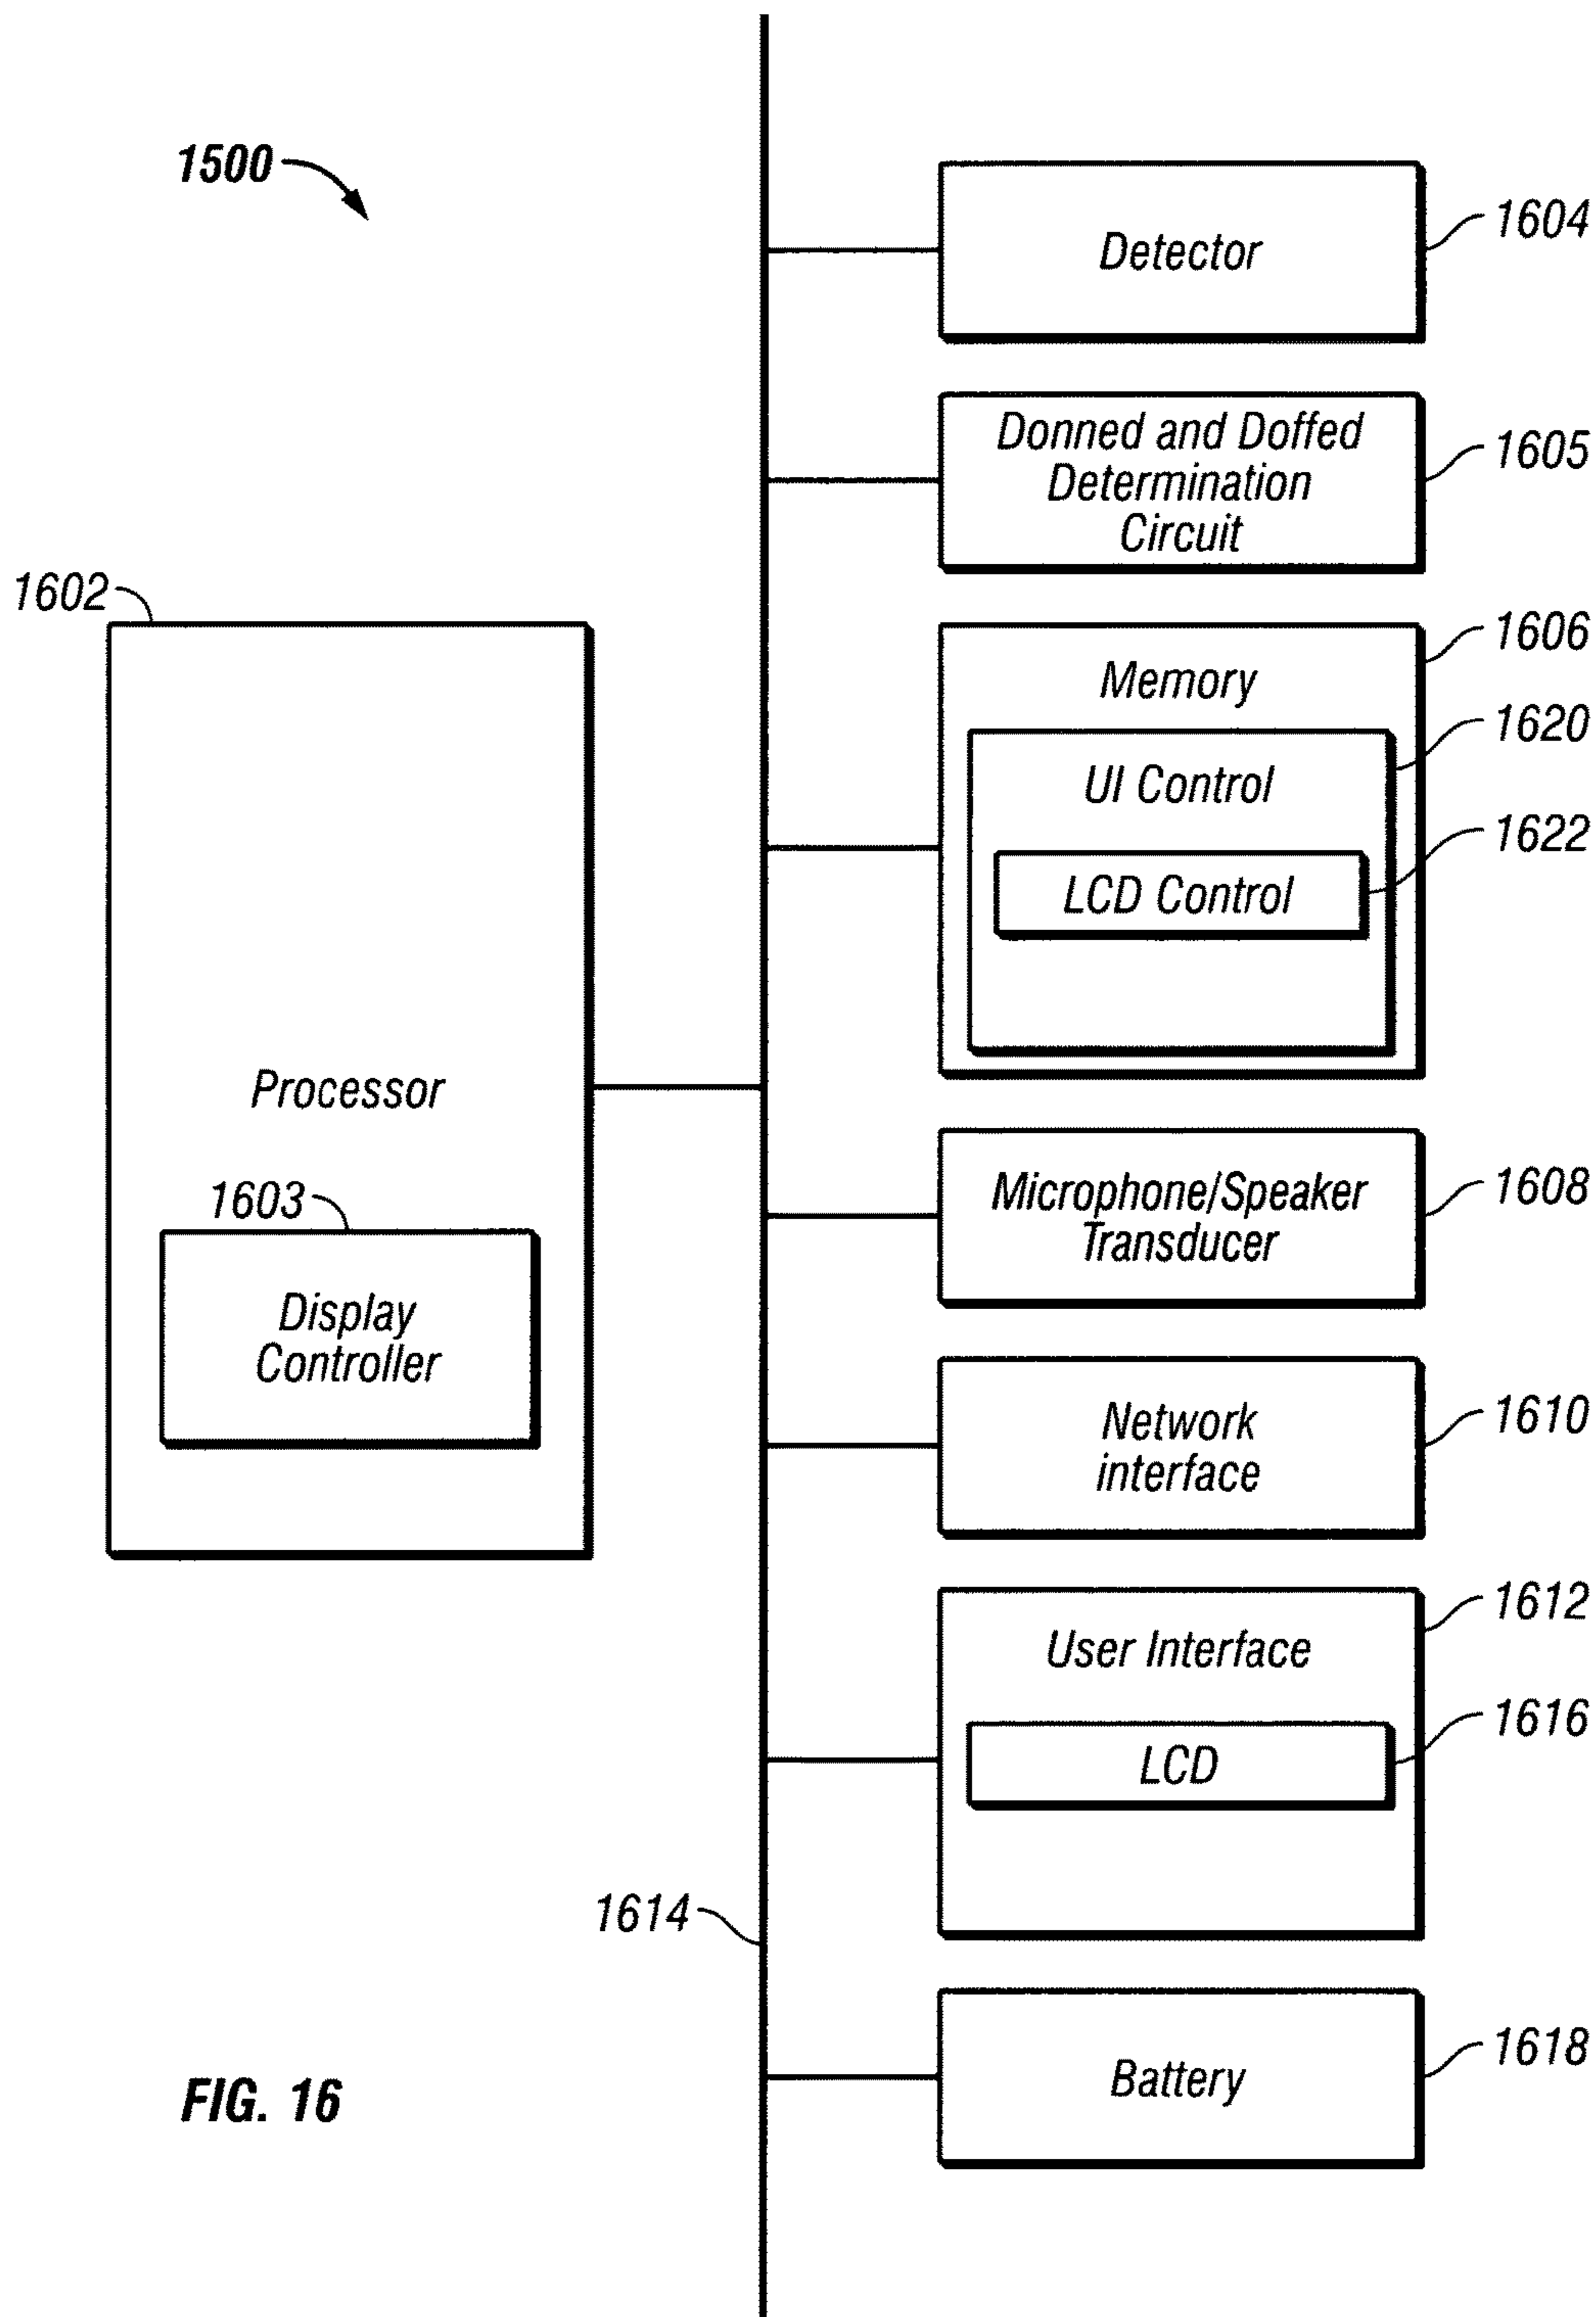 1500
1604
Detector
1605
Donned and Doffed
Determination
Circuit
1602
1606
Memory
1620
UI Control
1622
LCD Control
Processor
1603
Display
Controller
1608
Microphone/Speaker
Transducer
1610
Network
interface
1612
User Interface
1616
LCD
1614
1618
Battery
FIG. 16